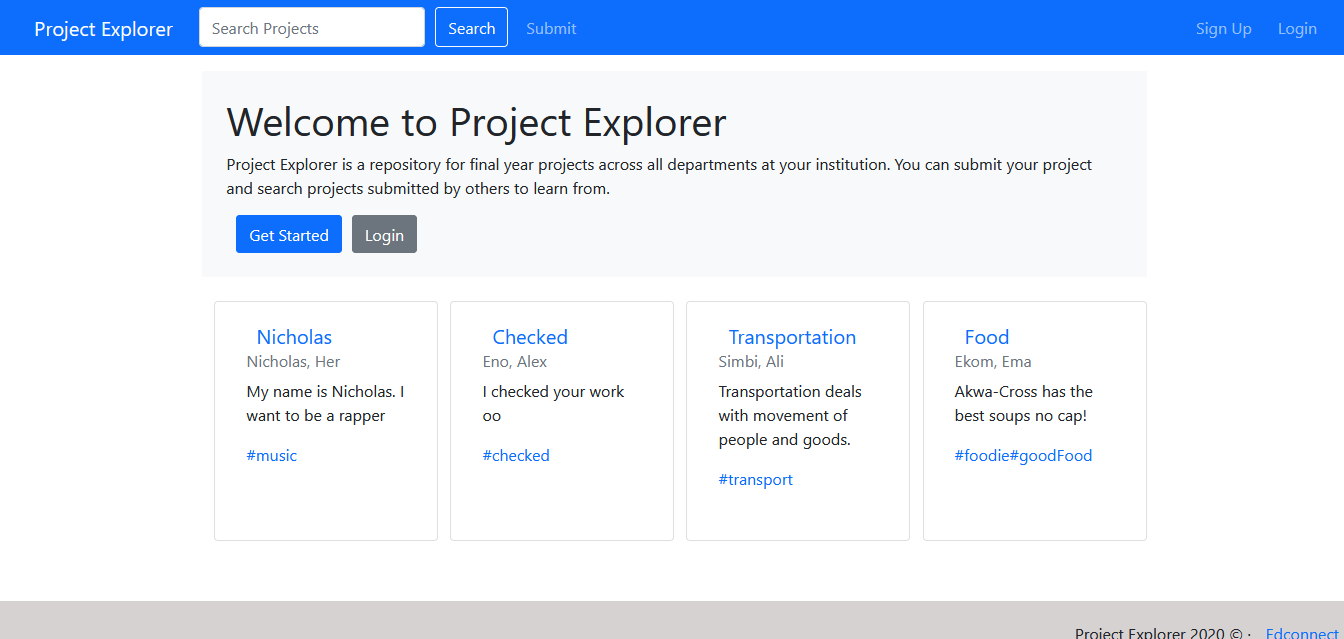 Project Explorer Search Projects Search Submit Sign Up Login
Welcome to Project Explorer
Project Explorer is a repository for final year projects across all departments at your institution. You can submit your project
and search projects submitted by others to learn from.
Get Started Login
Nicholas
Nicholas, Her
My name is Nicholas. I
want to be a rapper
#music
Checked
Eno, Alex
I checked your work
oo
#checked
Transportation
Simbi, Ali
Transportation deals
with movement of
people and goods.
#transport
Food
Ekom, Ema
Akwa-Cross has the
best soups no cap!
#foodie#goodFood
Project Explorer 2020 © · Edconnect